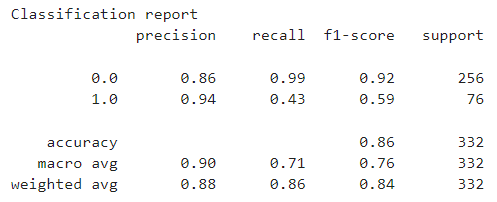 Classification report
precision recall f1-score support
0.0 0.86 0.99 0.92 256
1.0 0.94 0.43 0.59 76
accuracy 0.86 332
macro avg 0.90 0.71 0.76 332
weighted avg 0.88 0.86 0.84 332